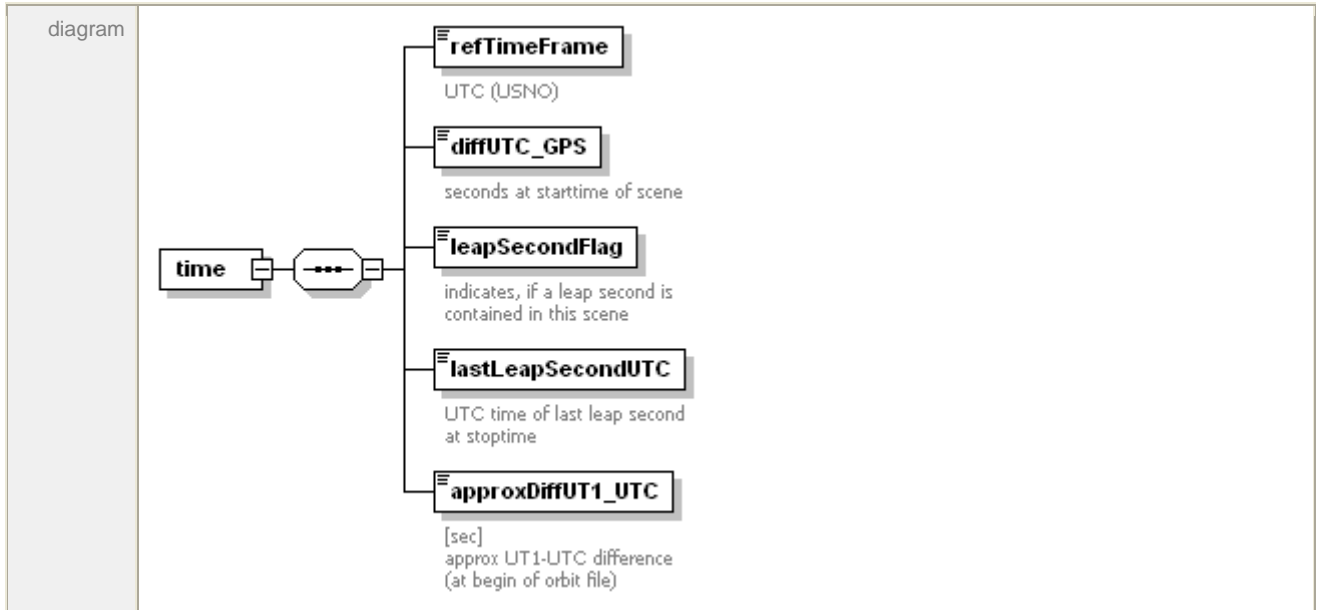 diagram
refTimeFrame
UTC (USNO)
diffUTC_GPS
seconds at starttime of scene
time
leapSecondFlag
indicates, if a leap second is
contained in this scene
lastLeapSecondUTC
UTC time of last leap second
at stoptime
approxDiffUT1_UTC
[sec]
approx UT1-UTC difference
(at begin of orbit file)